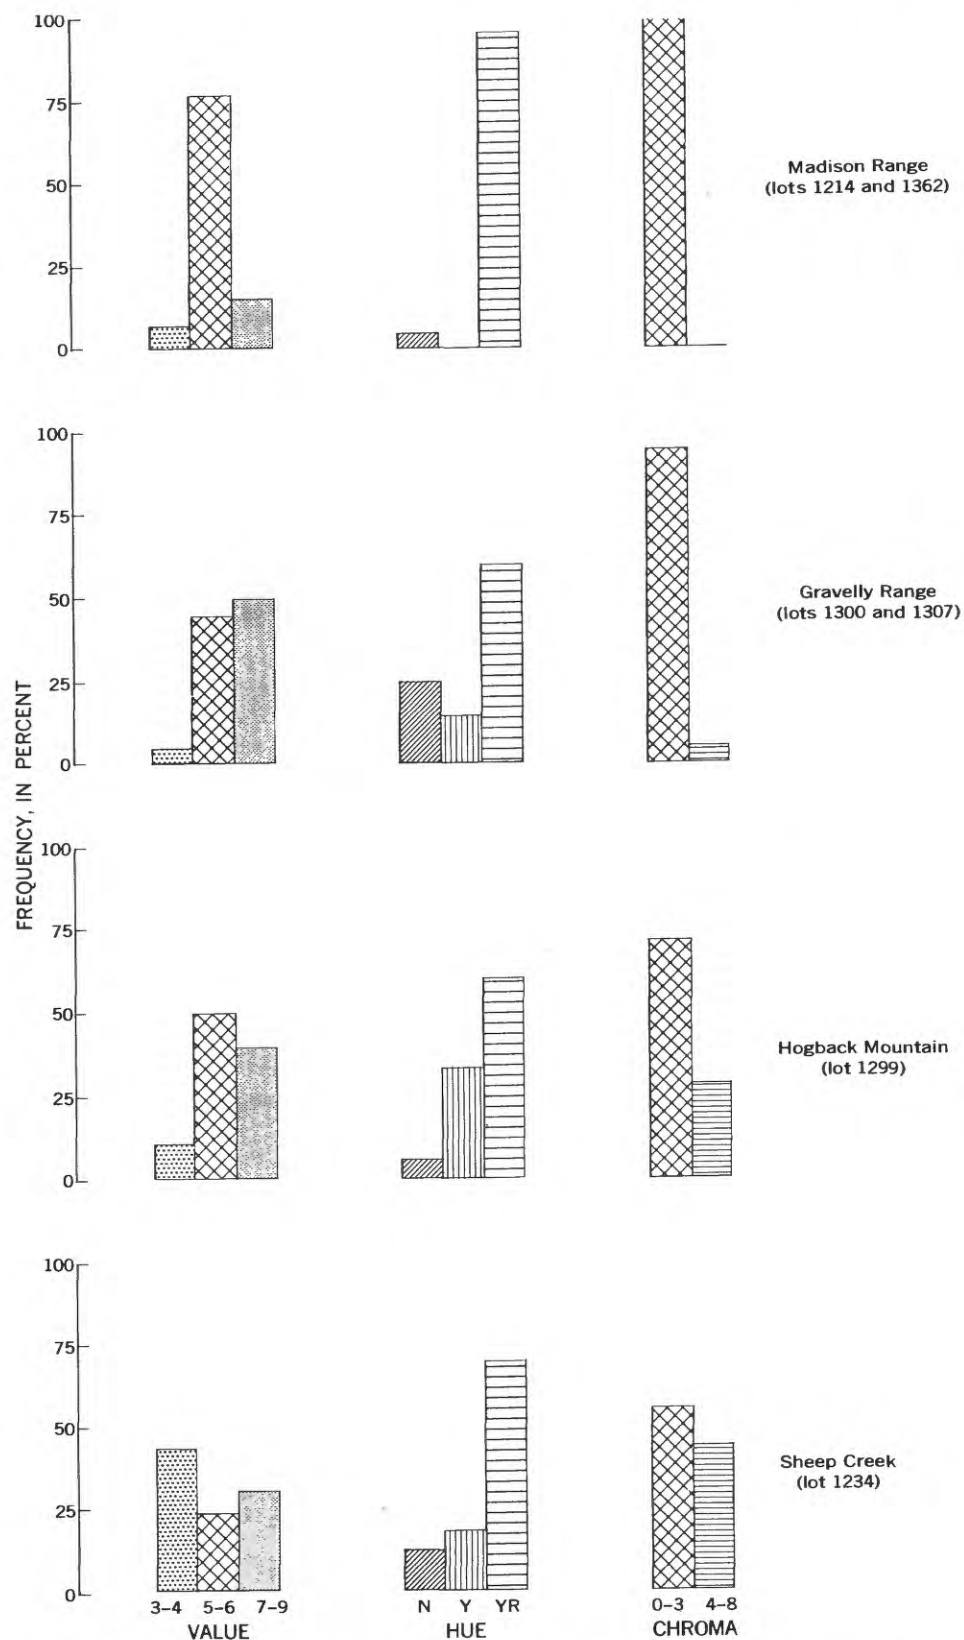 100
75
50
25
0
Madison Range
(lots 1214 and 1362)
100
75
50
25
0
Gravelly Range
(lots 1300 and 1307)
FREQUENCY, IN PERCENT
100
75
50
25
0
Hogback Mountain
(lot 1299)
100
75
50
25
0
Sheep Creek
(lot 1234)
3–4 5–6 7–9 N Y YR 0–3 4–8
VALUE HUE CHROMA